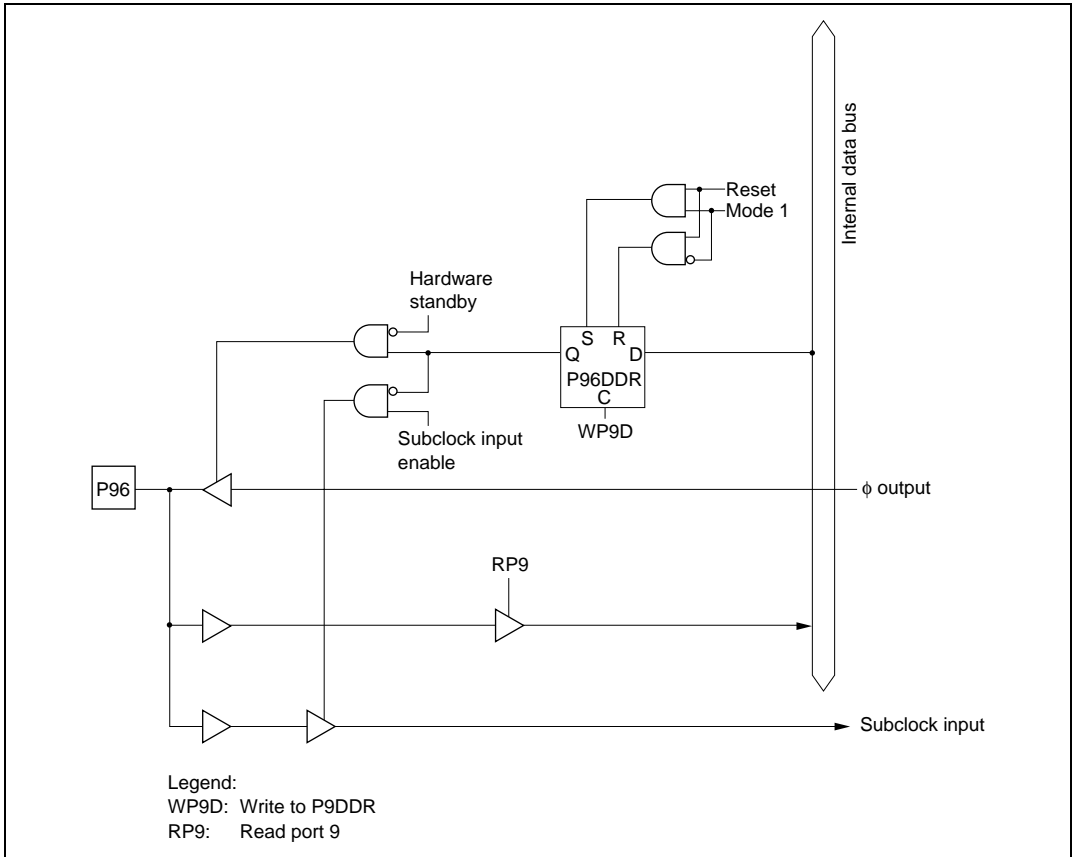 Internal data bus
Reset
Mode 1
Hardware
standby
S R
Q D
P96DDR
C
WP9D
Subclock input
enable
P96
ϕ output
RP9
Subclock input
Legend:
WP9D: Write to P9DDR
RP9: Read port 9